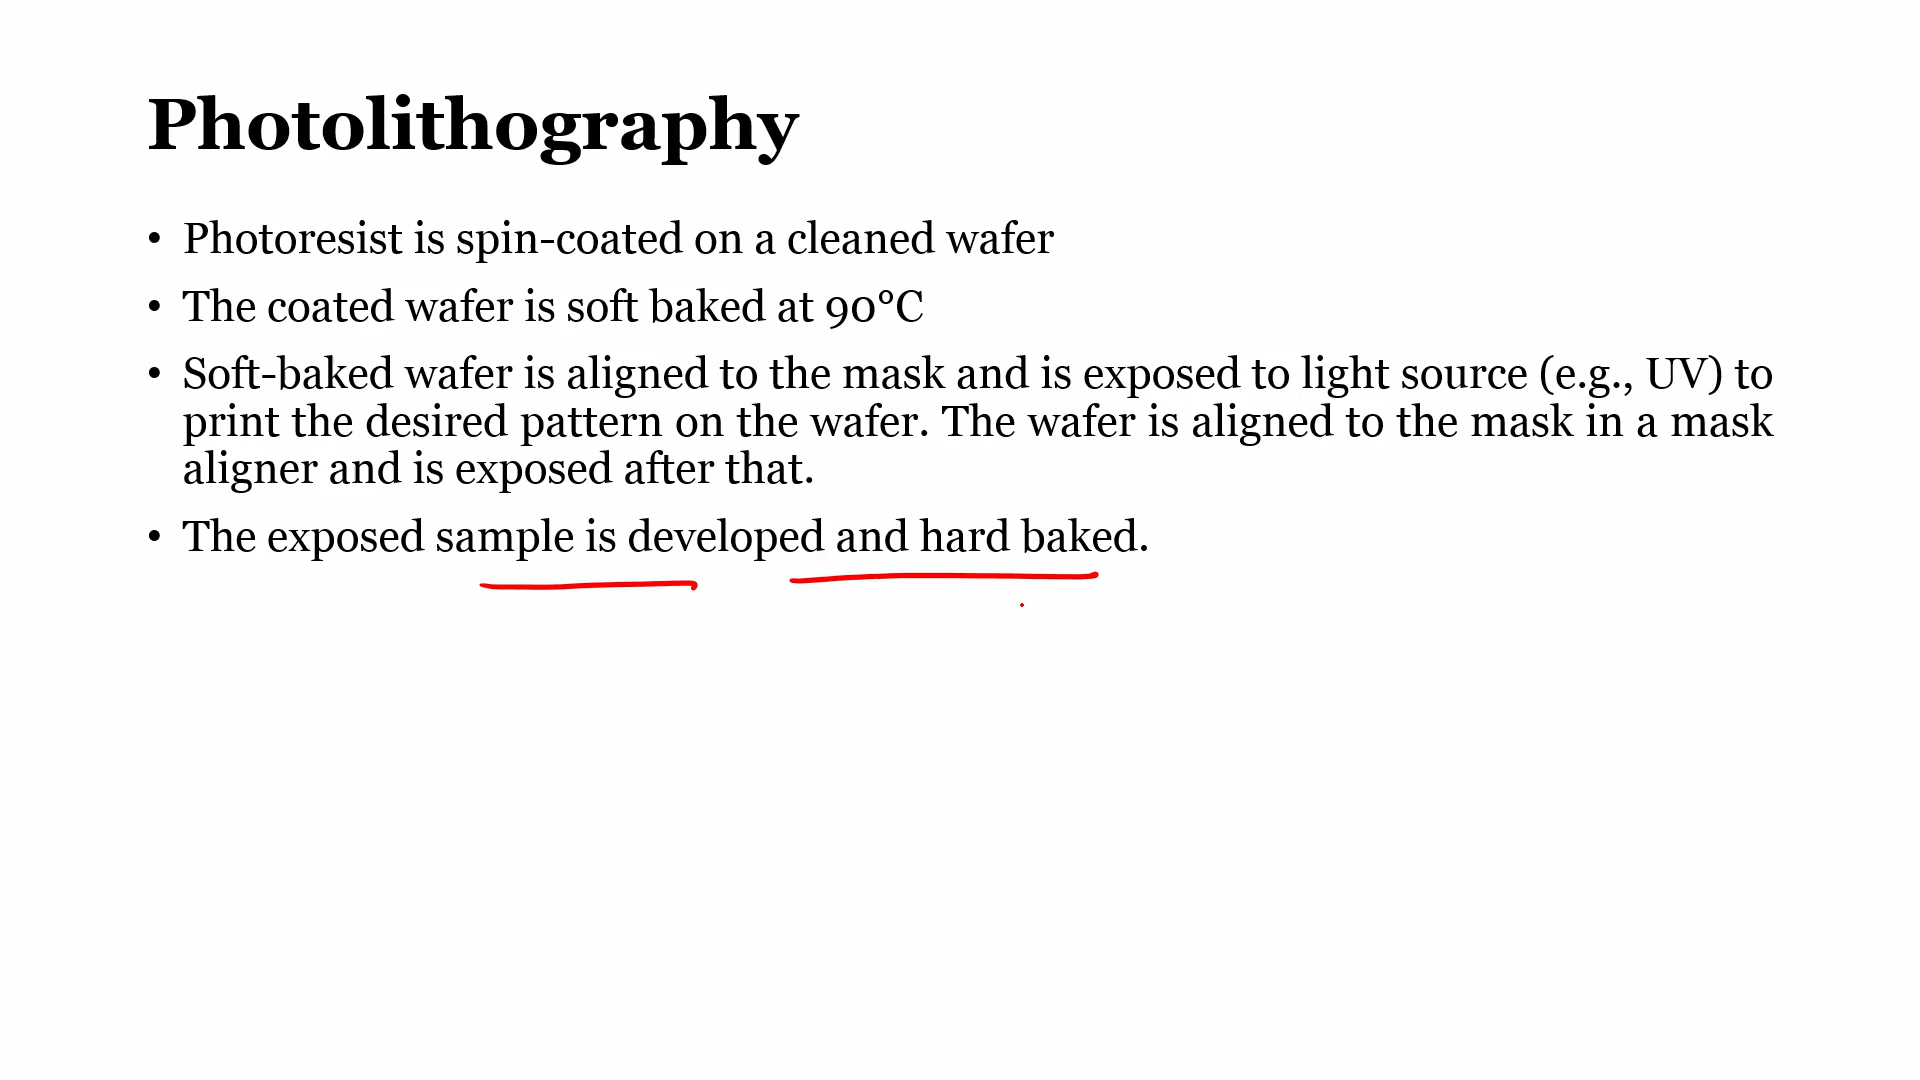 Photolithography
• Photoresist is spin-coated on a cleaned wafer
• The coated wafer is soft baked at 90°C
• Soft-baked wafer is aligned to the mask and is exposed to light source (e.g., UV) to
print the desired pattern on the wafer. The wafer is aligned to the mask in a mask
aligner and is exposed after that.
• The exposed sample is developed and hard baked.